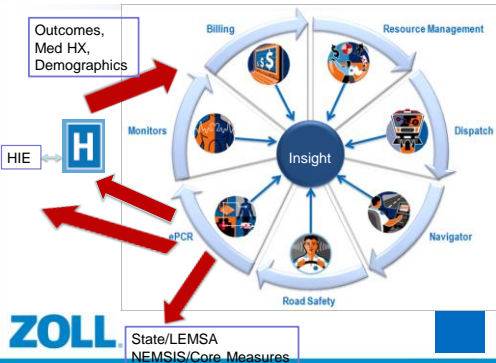 Outcomes,
Med HX,
Demographics
Billing
Resource Management
Monitors
Insight
Dispatch
HIE
H
ePCR
Navigator
Road Safety
ZOLL.
State/LEMSA
NEMSIS/Core Measures